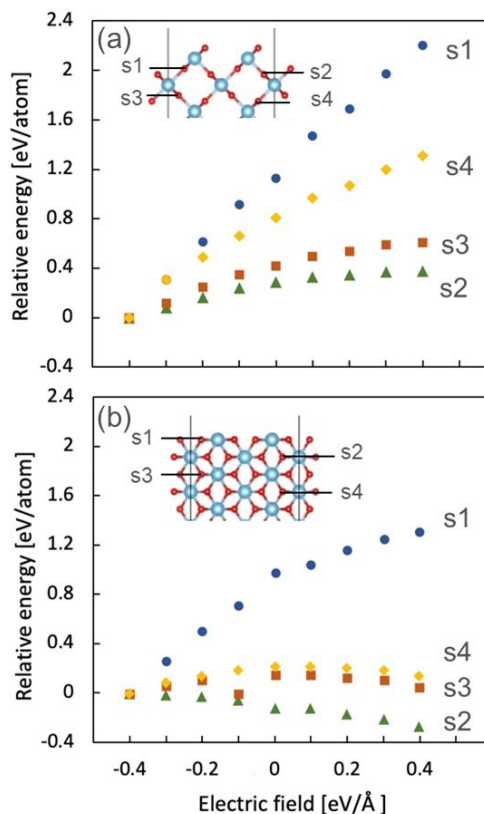 (a)
s1
s2
s3
s4
2.4
2
1.6
1.2
0.8
0.4
0
-0.4
Relative energy [eV/atom]
s1
s4
s3
s2
(b)
s1
s2
s3
s4
2.4
2
1.6
1.2
0.8
0.4
0
-0.4
Relative energy [eV/atom]
s1
s4
s3
s2
-0.4 -0.2 0 0.2 0.4
Electric field [eV/Å]